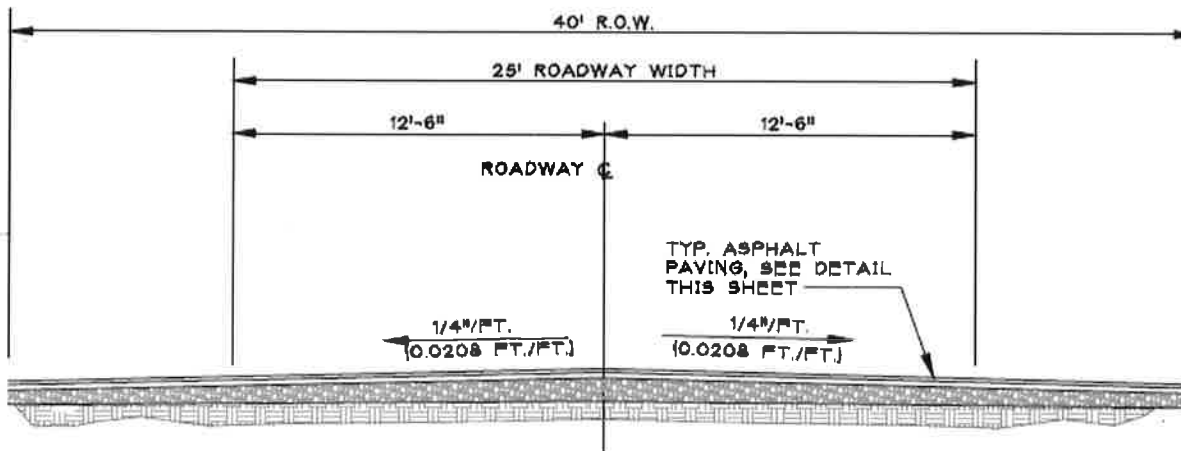 40' R.O.W.
25' ROADWAY WIDTH
12'-6"
12'-6"
ROADWAY ℄
TYP. ASPHALT
PAVING, SEE DETAIL
THIS SHEET
1/4"/FT.
(0.0208 FT./FT.)
1/4"/FT.
(0.0208 FT./FT.)